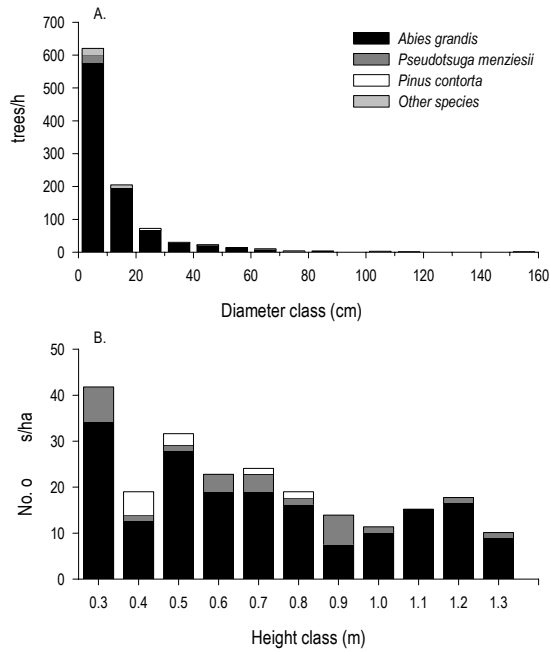 A.
700
600
500
400
300
200
100
0
trees/h
Abies grandis
Pseudotsuga menziesii
Pinus contorta
Other species
0 20 40 60 80 100 120 140 160
Diameter class (cm)
B.
50
40
30
20
10
0
No. o s/ha
0.3 0.4 0.5 0.6 0.7 0.8 0.9 1.0 1.1 1.2 1.3
Height class (m)